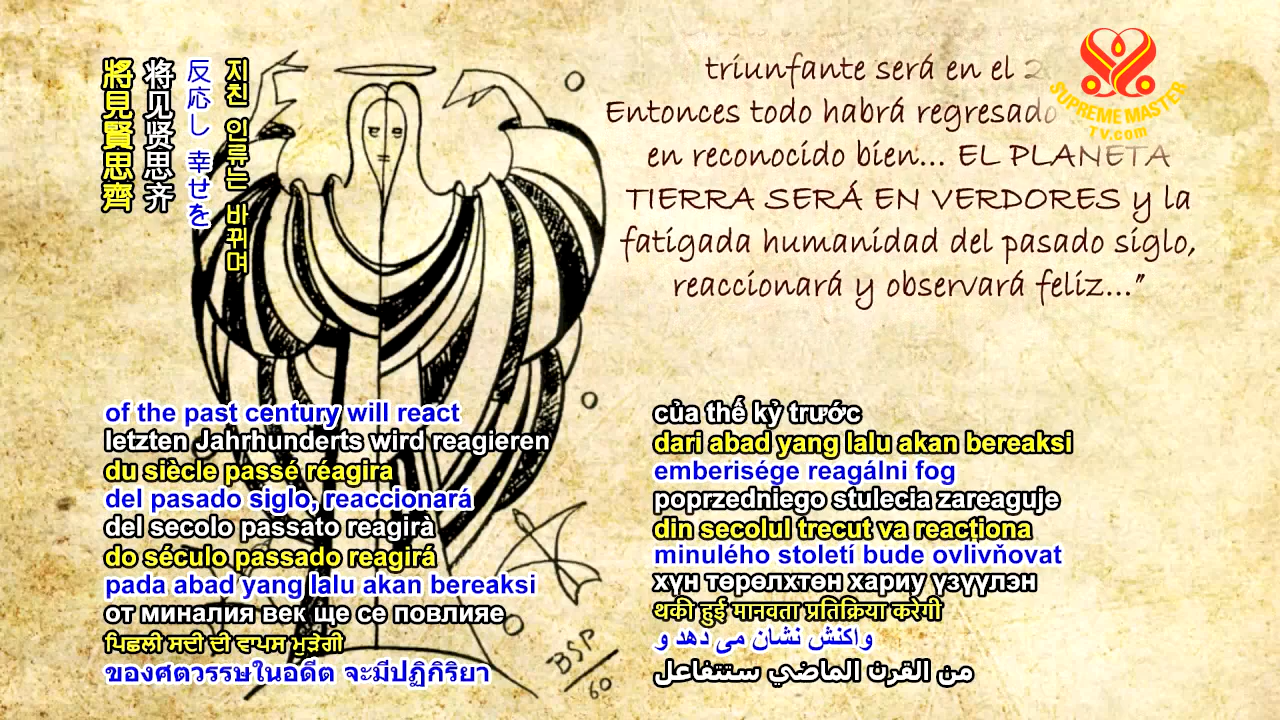 將見賢思齊
将见贤思齐
反応し 幸せを
지친 인류는 바뀌며
triunfante será en el
Entonces todo habrá regresado
en reconocido bien... EL PLANETA
TIERRA SERÁ EN VERDORES y la
fatigada humanidad del pasado siglo,
reaccionará y observará feliz..."
SUPREME MASTER
TV.com
of the past century will react
letzten Jahrhunderts wird reagieren
du siècle passé réagira
del pasado siglo, reaccionará
del secolo passato reagirà
do século passado reagirá
pada abad yang lalu akan bereaksi
от миналия век ще се повлияе
ਪਿਛਲੀ ਸਦੀ ਦੀ ਵਾਪਸ ਮੁੜੇਗੀ
ของศตวรรษในอดีต จะมีปฏิกิริยา
của thế kỷ trước
dari abad yang lalu akan bereaksi
emberisége reagálni fog
poprzedniego stulecia zareaguje
din secolul trecut va reacționa
minulého století bude ovlivňovat
хүн төрөлхтөн хариу үзүүлэн
थकी हुई मानवता प्रतिक्रिया करेगी
واکنش نشان می دهد و
من القرن الماضي ستتفاعل
BSP
60